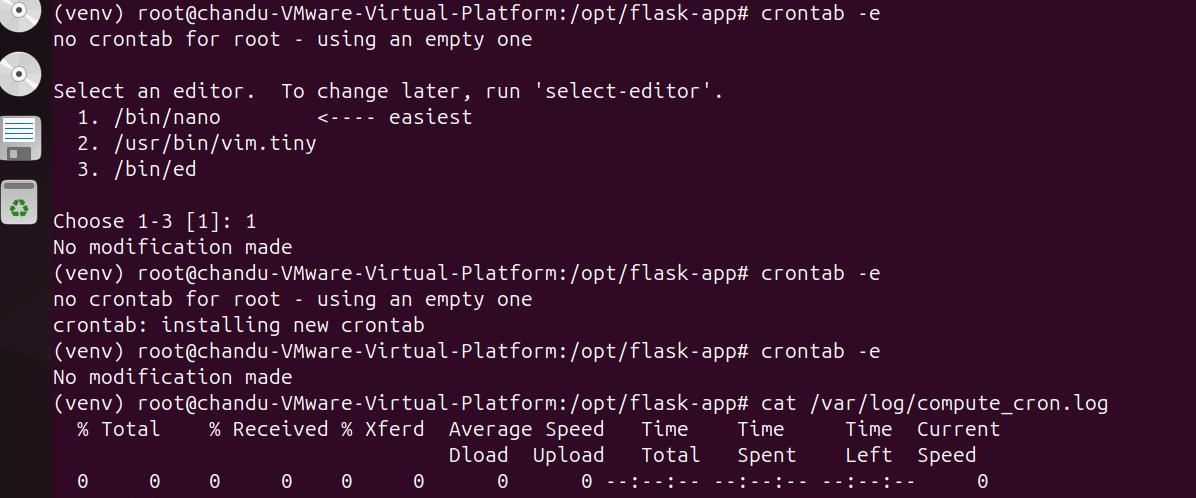 (venv) root@chandu-VMware-Virtual-Platform:/opt/flask-app# crontab -e
no crontab for root - using an empty one
Select an editor.  To change later, run 'select-editor'.
  1. /bin/nano        <---- easiest
  2. /usr/bin/vim.tiny
  3. /bin/ed
Choose 1-3 [1]: 1
No modification made
(venv) root@chandu-VMware-Virtual-Platform:/opt/flask-app# crontab -e
no crontab for root - using an empty one
crontab: installing new crontab
(venv) root@chandu-VMware-Virtual-Platform:/opt/flask-app# crontab -e
No modification made
(venv) root@chandu-VMware-Virtual-Platform:/opt/flask-app# cat /var/log/compute_cron.log
  % Total    % Received % Xferd  Average Speed   Time    Time     Time  Current
                                 Dload  Upload   Total   Spent    Left  Speed
  0     0    0     0    0     0      0      0 --:--:-- --:--:-- --:--:--     0